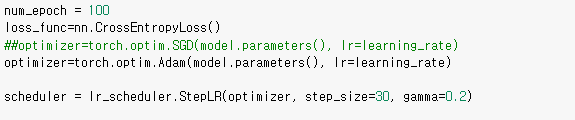 num_epoch = 100
loss_func=nn.CrossEntropyLoss()
##optimizer=torch.optim.SGD(model.parameters(), lr=learning_rate)
optimizer=torch.optim.Adam(model.parameters(), lr=learning_rate)
scheduler = lr_scheduler.StepLR(optimizer, step_size=30, gamma=0.2)